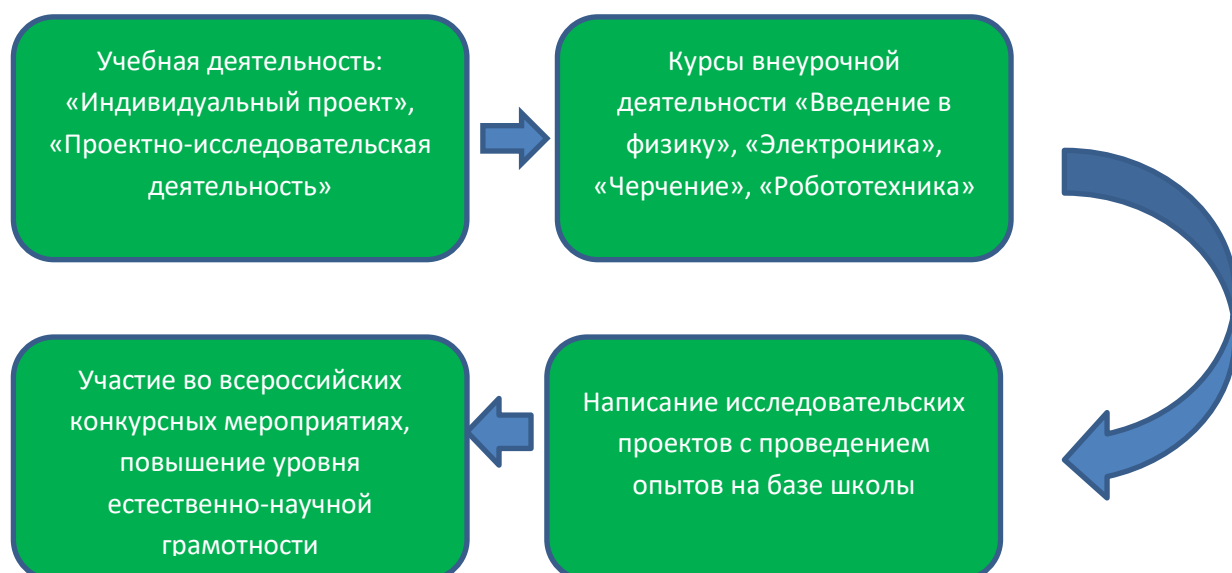 Учебная деятельность:
«Индивидуальный проект»,
«Проектно-исследовательская
деятельность»
Курсы внеурочной
деятельности «Введение в
физику», «Электроника»,
«Черчение», «Робототехника»
Написание исследовательских
проектов с проведением
опытов на базе школы
Участие во всероссийских
конкурсных мероприятиях,
повышение уровня
естественно-научной
грамотности